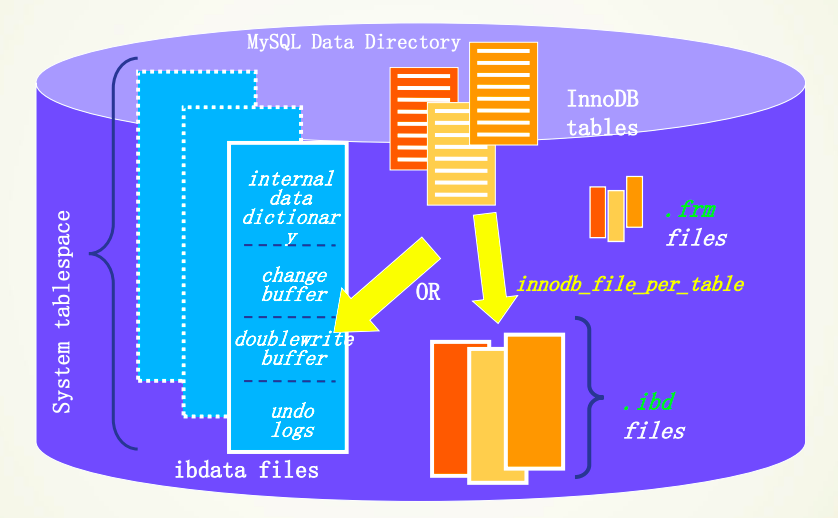 MySQL Data Directory
InnoDB
tables
System tablespace
internal
data
dictionar
y
change
buffer
doublewrite
buffer
undo
logs
ibdata files
OR
.frm
files
innodb_file_per_table
.ibd
files